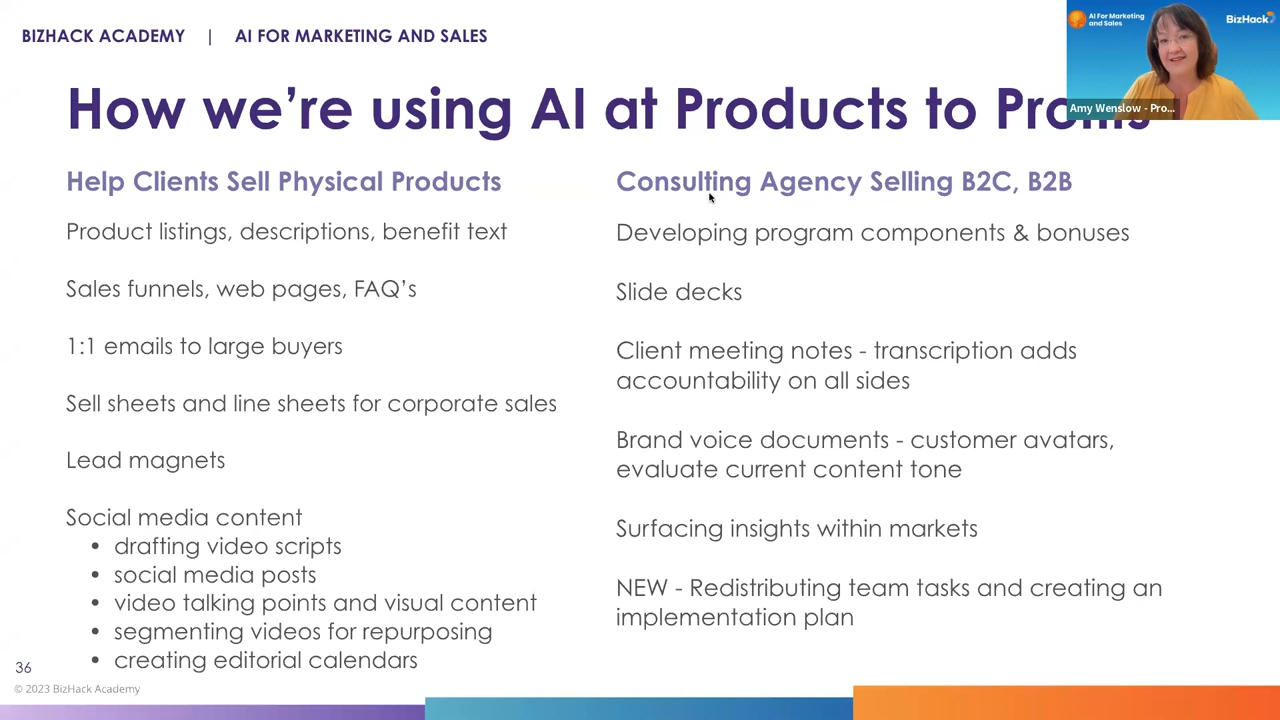 BIZHACK ACADEMY | AI FOR MARKETING AND SALES
AI For Marketing
and Sales
BizHack
Amy Wenslow - Pro...
How we're using AI at Products to Profits
Help Clients Sell Physical Products
Product listings, descriptions, benefit text
Sales funnels, web pages, FAQ's
1:1 emails to large buyers
Sell sheets and line sheets for corporate sales
Lead magnets
Social media content
• drafting video scripts
• social media posts
• video talking points and visual content
• segmenting videos for repurposing
• creating editorial calendars
Consulting Agency Selling B2C, B2B
Developing program components & bonuses
Slide decks
Client meeting notes - transcription adds
accountability on all sides
Brand voice documents - customer avatars,
evaluate current content tone
Surfacing insights within markets
NEW - Redistributing team tasks and creating an
implementation plan
36
© 2023 BizHack Academy